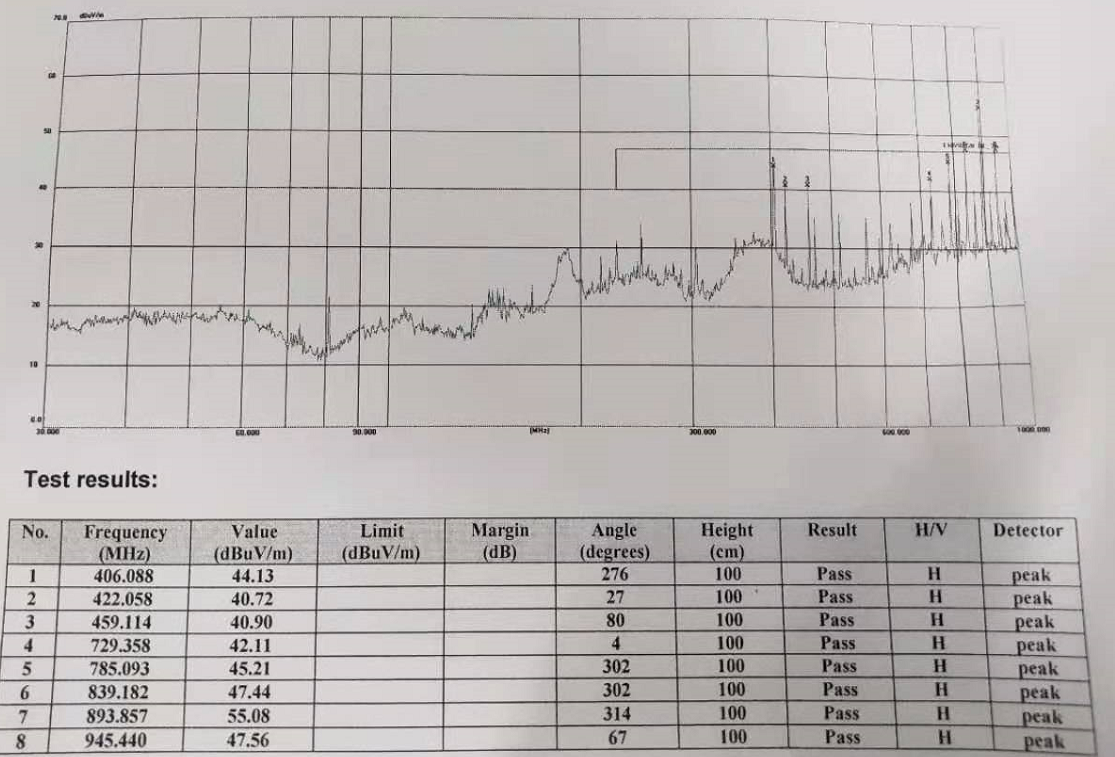 70.0 dBuV/m
60
50
40
30
20
10
0.0
30.000 60.000 90.000 (MHz) 300.000 600.000 1000.000
Test results:
No. Frequency (MHz) Value (dBuV/m) Limit (dBuV/m) Margin (dB) Angle (degrees) Height (cm) Result H/V Detector
1 406.088 44.13 276 100 Pass H peak
2 422.058 40.72 27 100 Pass H peak
3 459.114 40.90 80 100 Pass H peak
4 729.358 42.11 4 100 Pass H peak
5 785.093 45.21 302 100 Pass H peak
6 839.182 47.44 302 100 Pass H peak
7 893.857 55.08 314 100 Pass H peak
8 945.440 47.56 67 100 Pass H peak